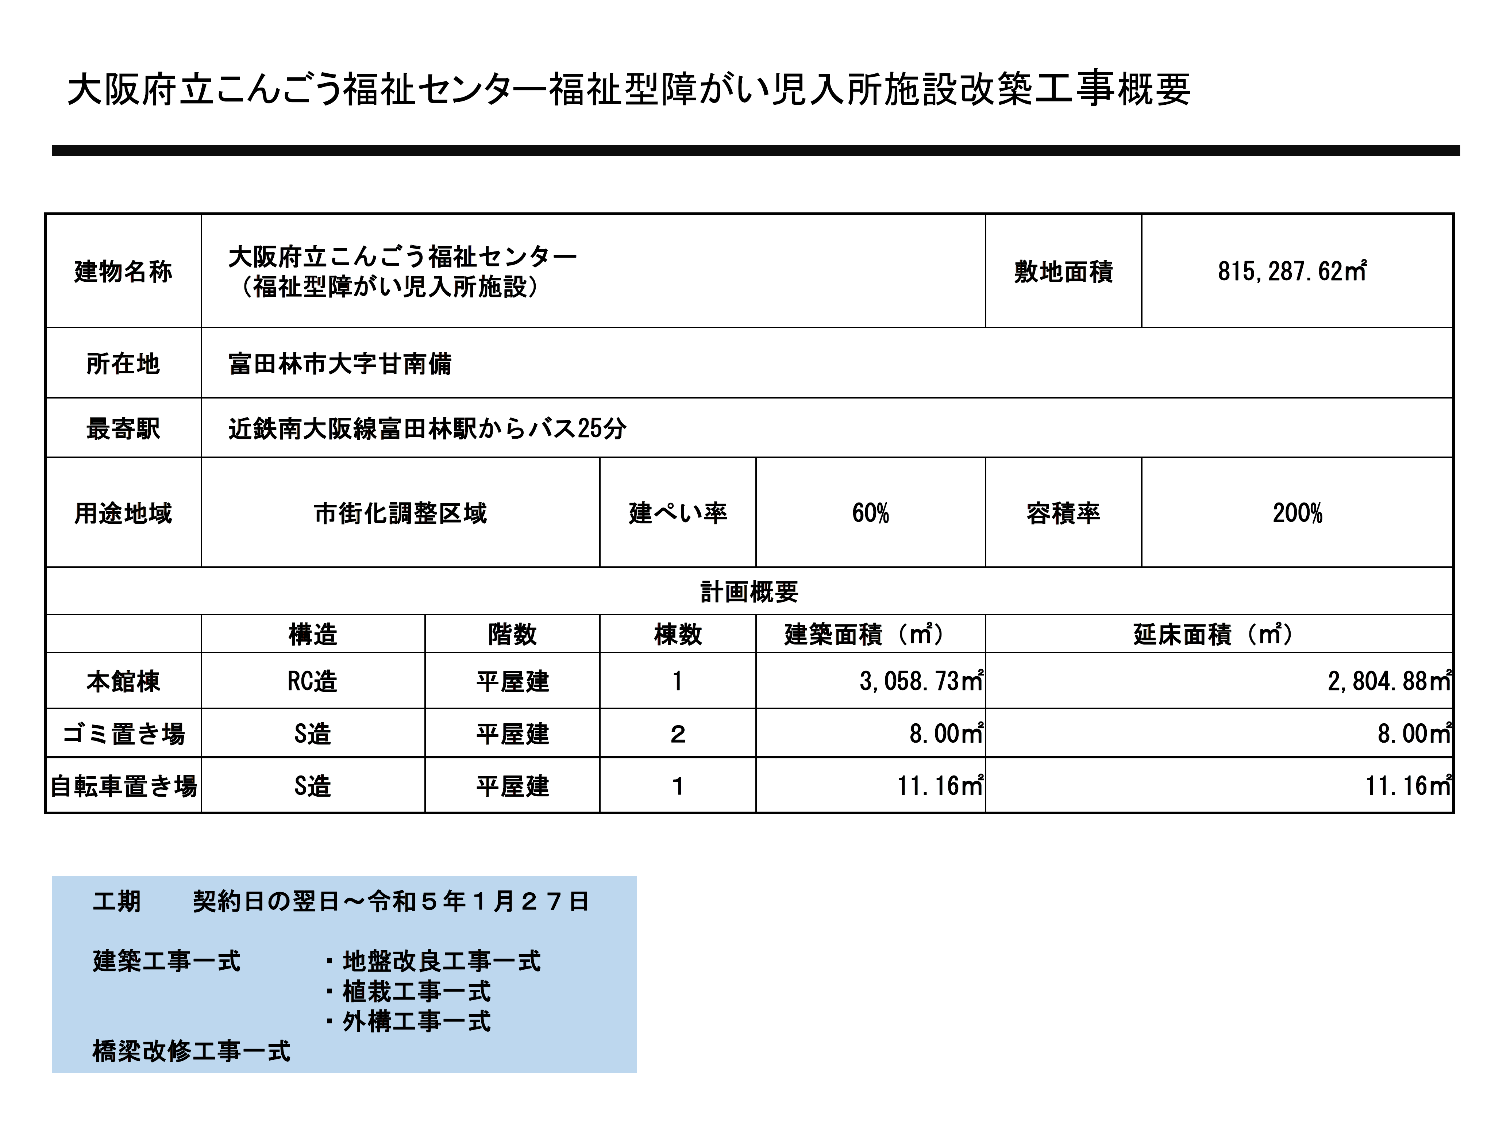 大阪府立こんごう福祉センター福祉型障がい児入所施設改築工事概要
建物名称 大阪府立こんごう福祉センター
（福祉型障がい児入所施設） 敷地面積 815,287.62㎡
所在地 富田林市大字甘南備
最寄駅 近鉄南大阪線富田林駅からバス25分
用途地域 市街化調整区域 建ぺい率 60% 容積率 200%
計画概要
構造 階数 棟数 建築面積（㎡） 延床面積（㎡）
本館棟 RC造 平屋建 1 3,058.73㎡ 2,804.88㎡
ゴミ置き場 S造 平屋建 ２ 8.00㎡ 8.00㎡
自転車置き場 S造 平屋建 １ 11.16㎡ 11.16㎡
工期　　契約日の翌日～令和５年１月２７日
建築工事一式　　　・地盤改良工事一式
・植栽工事一式
・外構工事一式
橋梁改修工事一式